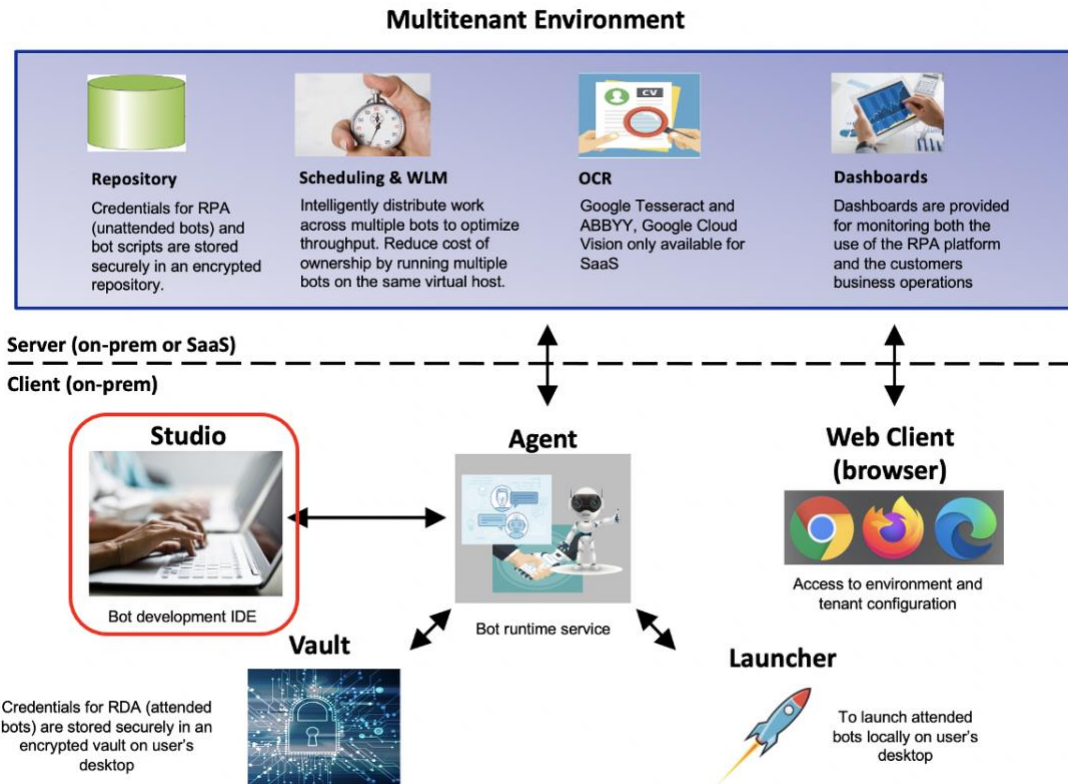 Multitenant Environment
CV
Repository
Credentials for RPA
(unattended bots) and
bot scripts are stored
securely in an encrypted
repository.
Scheduling & WLM
Intelligently distribute work
across multiple bots to optimize
throughput. Reduce cost of
ownership by running multiple
bots on the same virtual host.
OCR
Google Tesseract and
ABBYY, Google Cloud
Vision only available for
SaaS
Dashboards
Dashboards are provided
for monitoring both the
use of the RPA platform
and the customers
business operations
Server (on-prem or SaaS)
Client (on-prem)
Studio
Bot development IDE
Agent
Bot runtime service
Web Client
(browser)
Access to environment and
tenant configuration
Vault
Credentials for RDA (attended
bots) are stored securely in an
encrypted vault on user's
desktop
Launcher
To launch attended
bots locally on user's
desktop